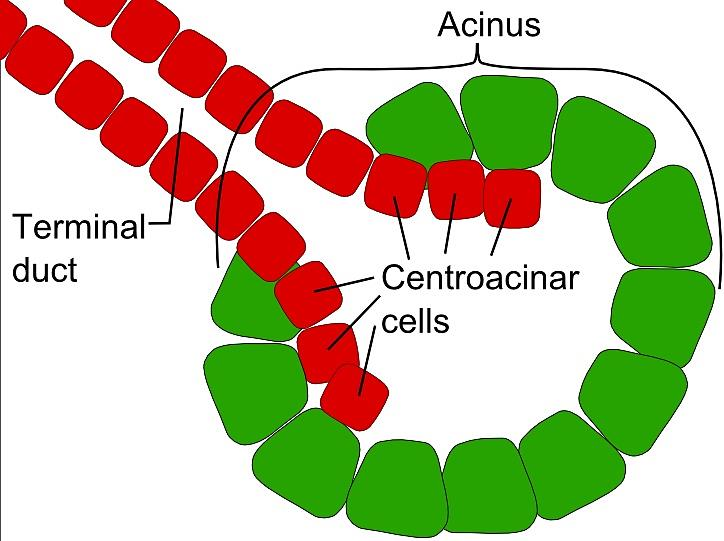 Acinus
Terminal
duct
Centroacinar
cells